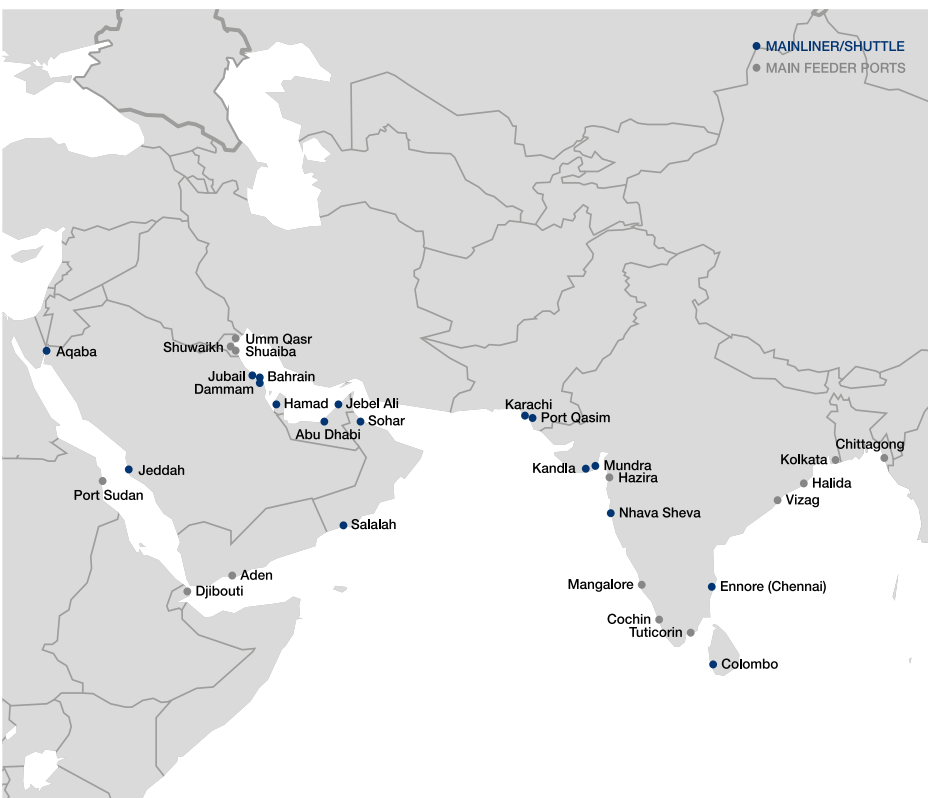 MAINLINER/SHUTTLE
MAIN FEEDER PORTS
Umm Qasr
Shuwaikh
Shuaiba
Aqaba
Jubail
Bahrain
Dammam
Hamad
Jebel Ali
Abu Dhabi
Sohar
Karachi
Port Qasim
Chittagong
Kolkata
Kandla
Mundra
Hazira
Halida
Vizag
Jeddah
Port Sudan
Nhava Sheva
Salalah
Aden
Djibouti
Mangalore
Ennore (Chennai)
Cochin
Tuticorin
Colombo